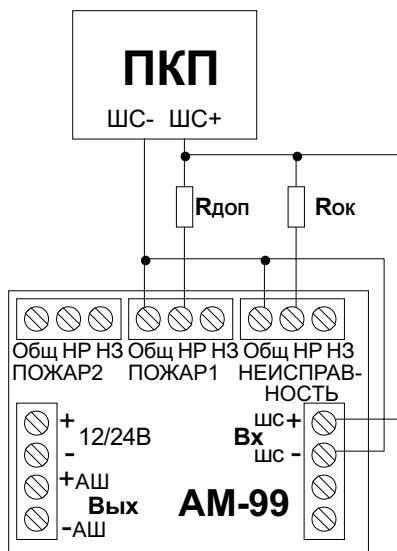 ПКП
ШС- ШС+
Rдоп
Rок
Общ НР НЗ
ПОЖАР2
Общ НР НЗ
ПОЖАР1
Общ НР НЗ
НЕИСПРАВ-
НОСТЬ
+
12/24В
-
+АШ
Вых
-АШ
ШС +
Вх
ШС -
АМ-99